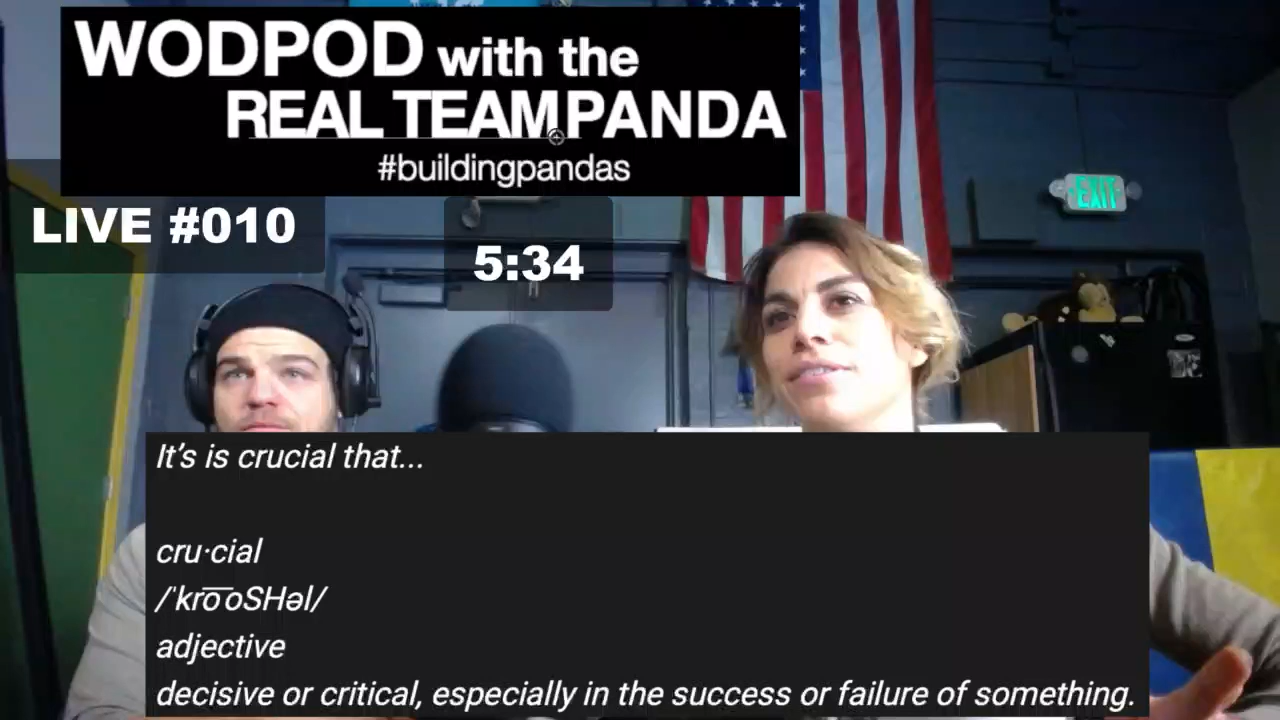 WODPOD with the
REAL TEAMPANDA
#buildingpandas
LIVE #010
5:34
EXIT
It’s is crucial that...
cru·cial
/ˈkro͞oSHəl/
adjective
decisive or critical, especially in the success or failure of something.